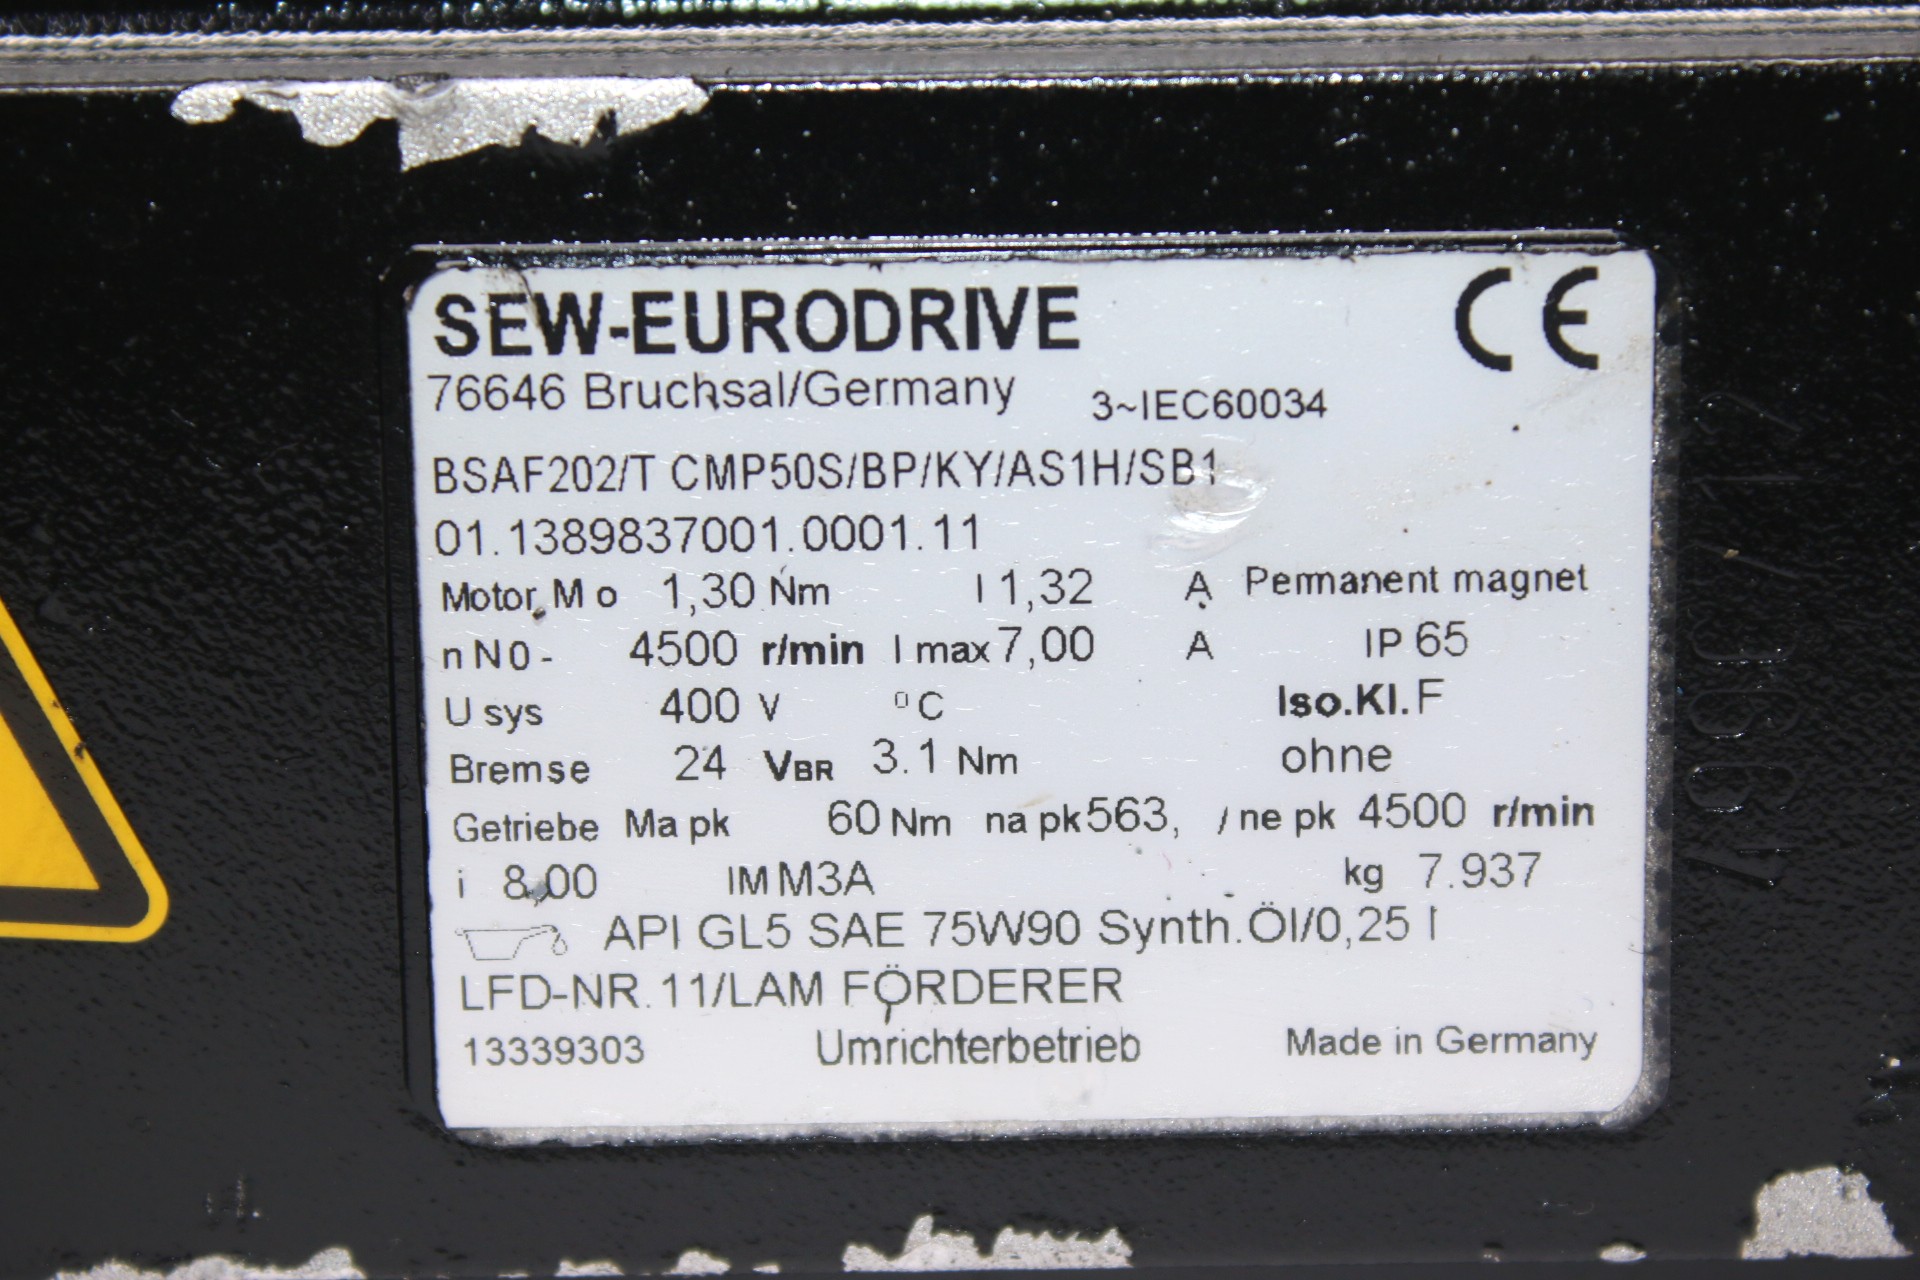 SEW-EURODRIVE CE
76646 Bruchsal/Germany 3~IEC60034
BSAF202/T CMP50S/BP/KY/AS1H/SB1
01.1389837001.0001.11
Motor M o 1,30 Nm I 1,32 A Permanent magnet
n N0 - 4500 r/min I max 7,00 A IP 65
U sys 400 V °C Iso.Kl. F
Bremse 24 VBR 3.1 Nm ohne
Getriebe Ma pk 60 Nm na pk 563, / ne pk 4500 r/min
i 8,00 IM M3A kg 7.937
API GL5 SAE 75W90 Synth.Öl/0,25 l
LFD-NR.11/LAM FÖRDERER
13339303 Umrichterbetrieb Made in Germany